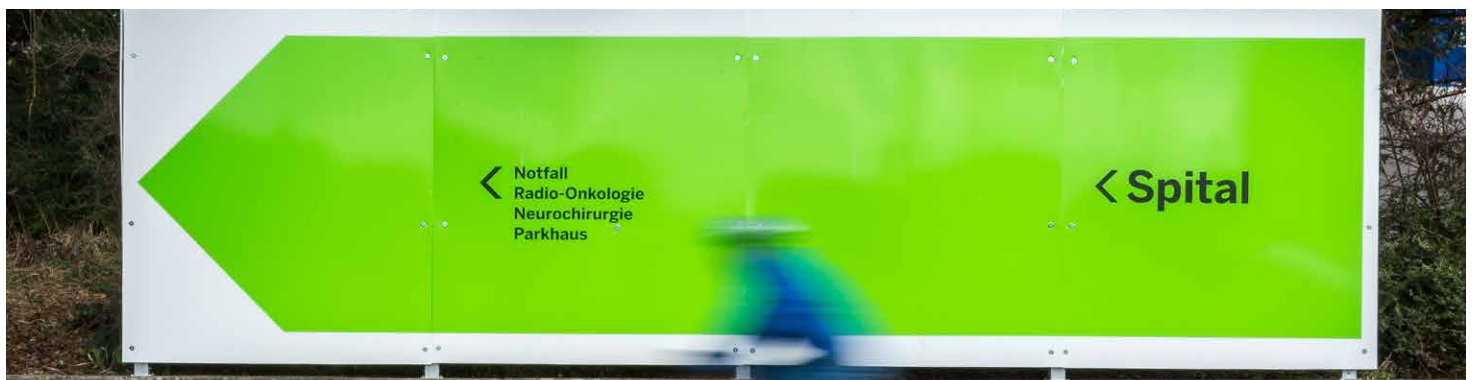 < Notfall
Radio-Onkologie
Neurochirurgie
Parkhaus
< Spital